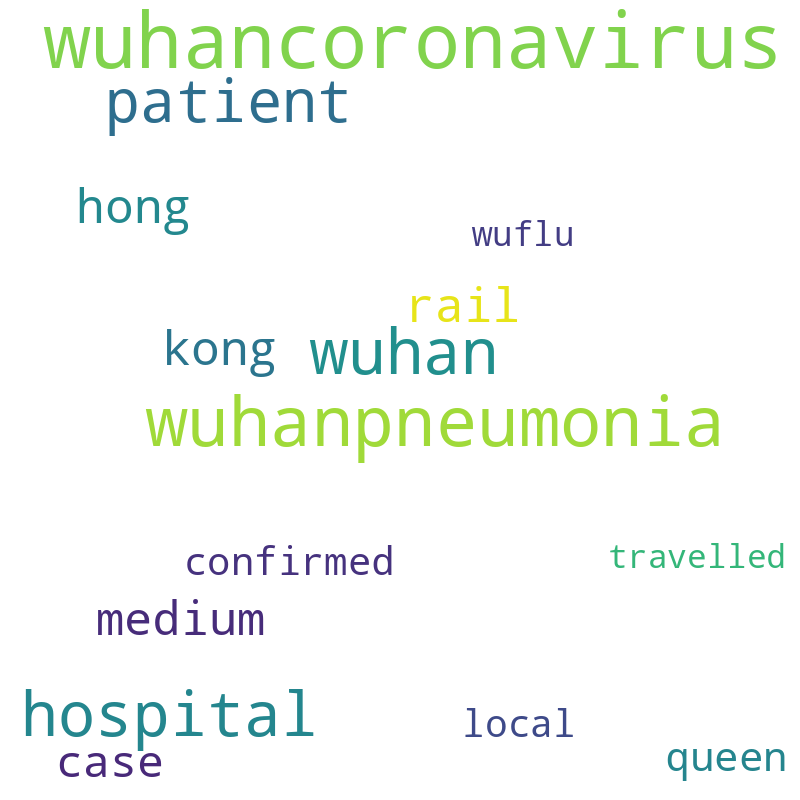 wuhancoronavirus
patient
hong
wuflu
rail
kong wuhan
wuhanpneumonia
confirmed travelled
medium
hospital local
case queen